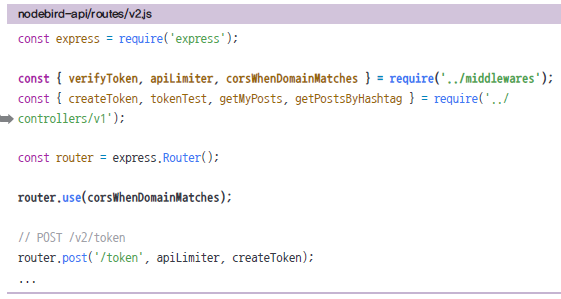 nodebird-api/routes/v2.js
const express = require('express');
const { verifyToken, apiLimiter, corsWhenDomainMatches } = require('../middlewares');
const { createToken, tokenTest, getMyPosts, getPostsByHashtag } = require('../
controllers/v1');
const router = express.Router();
router.use(corsWhenDomainMatches);
// POST /v2/token
router.post('/token', apiLimiter, createToken);
...